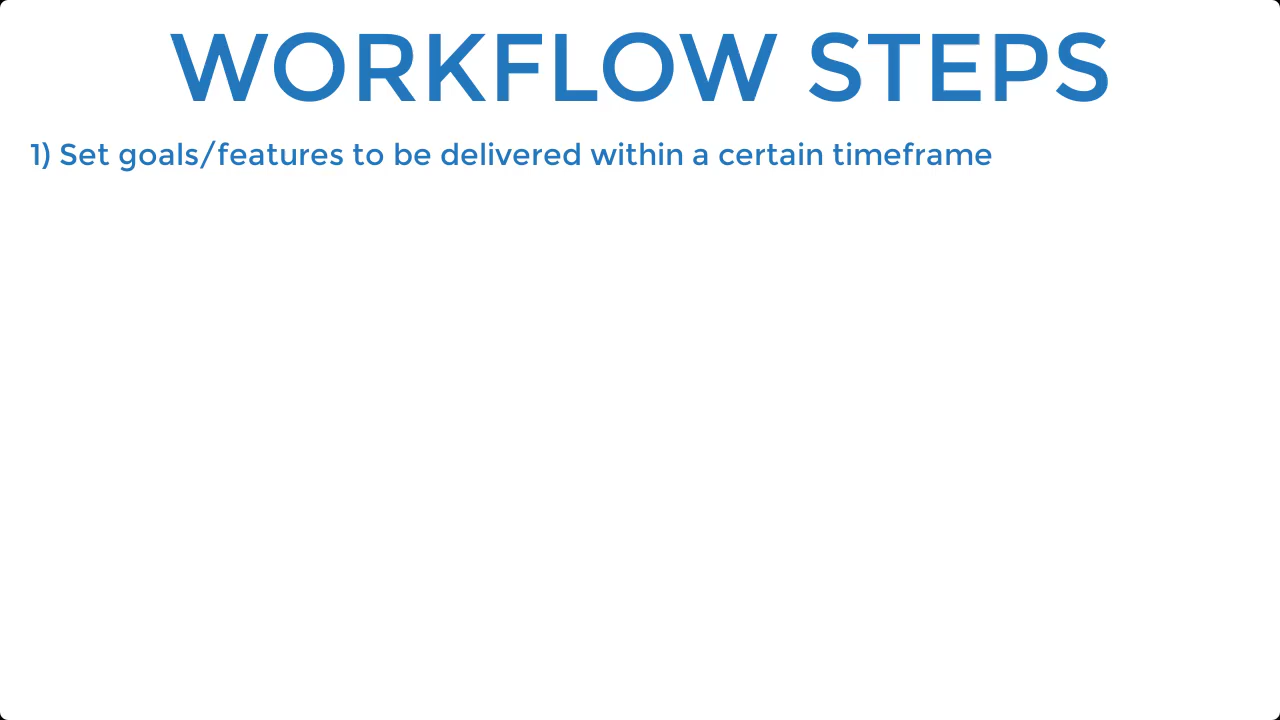 WORKFLOW STEPS
1) Set goals/features to be delivered within a certain timeframe